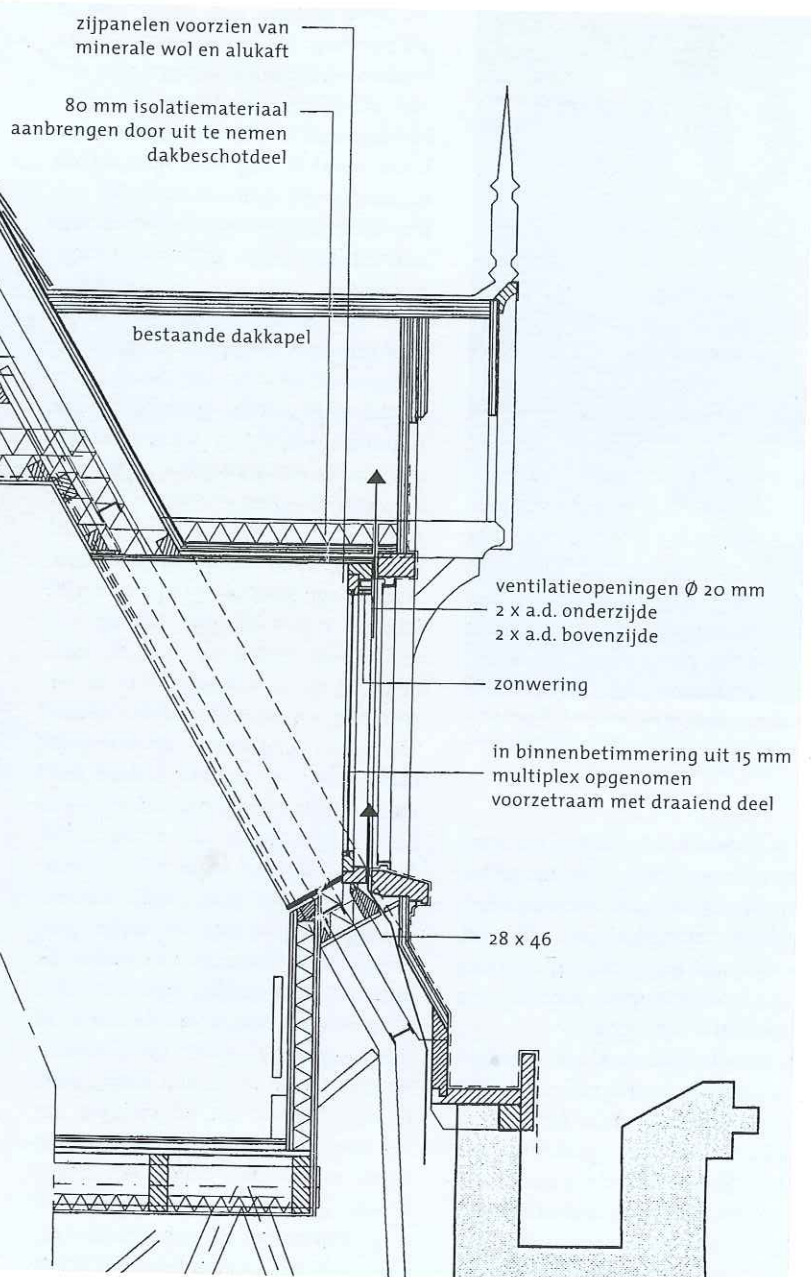 zijpanelen voorzien van
minerale wol en alukaft
80 mm isolatiemateriaal
aanbrengen door uit te nemen
dakbeschotdeel
bestaande dakkapel
ventilatieopeningen Ø 20 mm
2 x a.d. onderzijde
2 x a.d. bovenzijde
zonwering
in binnenbetimmering uit 15 mm
multiplex opgenomen
voorzetraam met draaiend deel
28 x 46